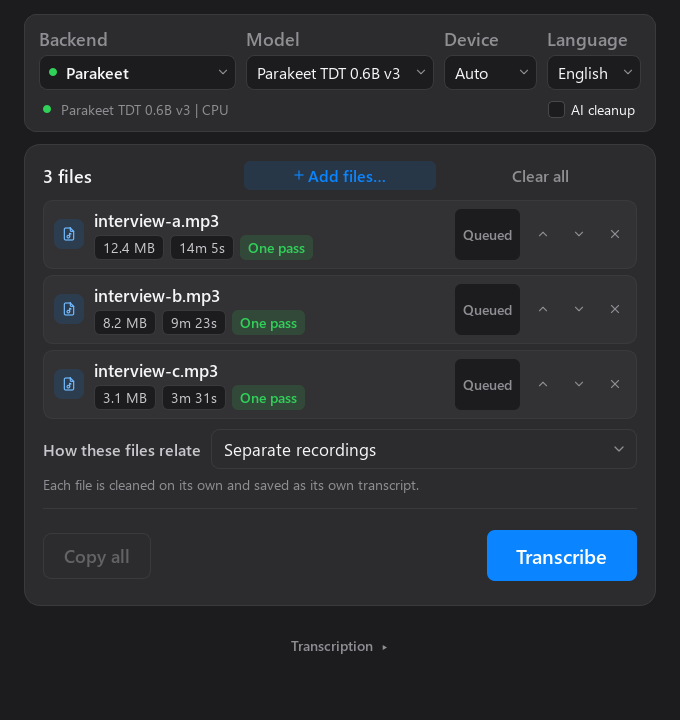 Backend Model Device Language
Parakeet Parakeet TDT 0.6B v3 Auto English
Parakeet TDT 0.6B v3 | CPU AI cleanup
3 files + Add files... Clear all
interview-a.mp3
12.4 MB 14m 5s One pass Queued
interview-b.mp3
8.2 MB 9m 23s One pass Queued
interview-c.mp3
3.1 MB 3m 31s One pass Queued
How these files relate Separate recordings
Each file is cleaned on its own and saved as its own transcript.
Copy all Transcribe
Transcription ▸